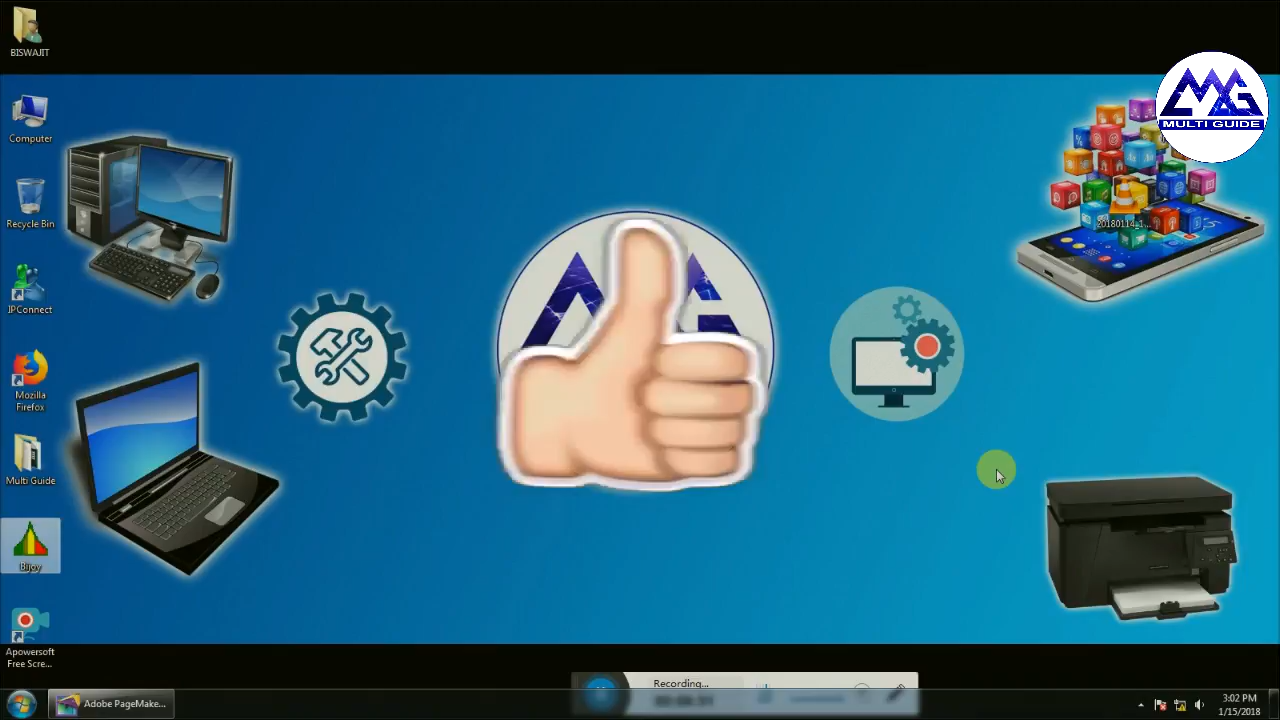 BISWAJIT
Computer
Recycle Bin
JPConnect
Mozilla
Firefox
Multi Guide
Bijoy
Apowersoft
Free Scre...
MULTI GUIDE
Recording...
Adobe PageMake...
3:02 PM
1/15/2018